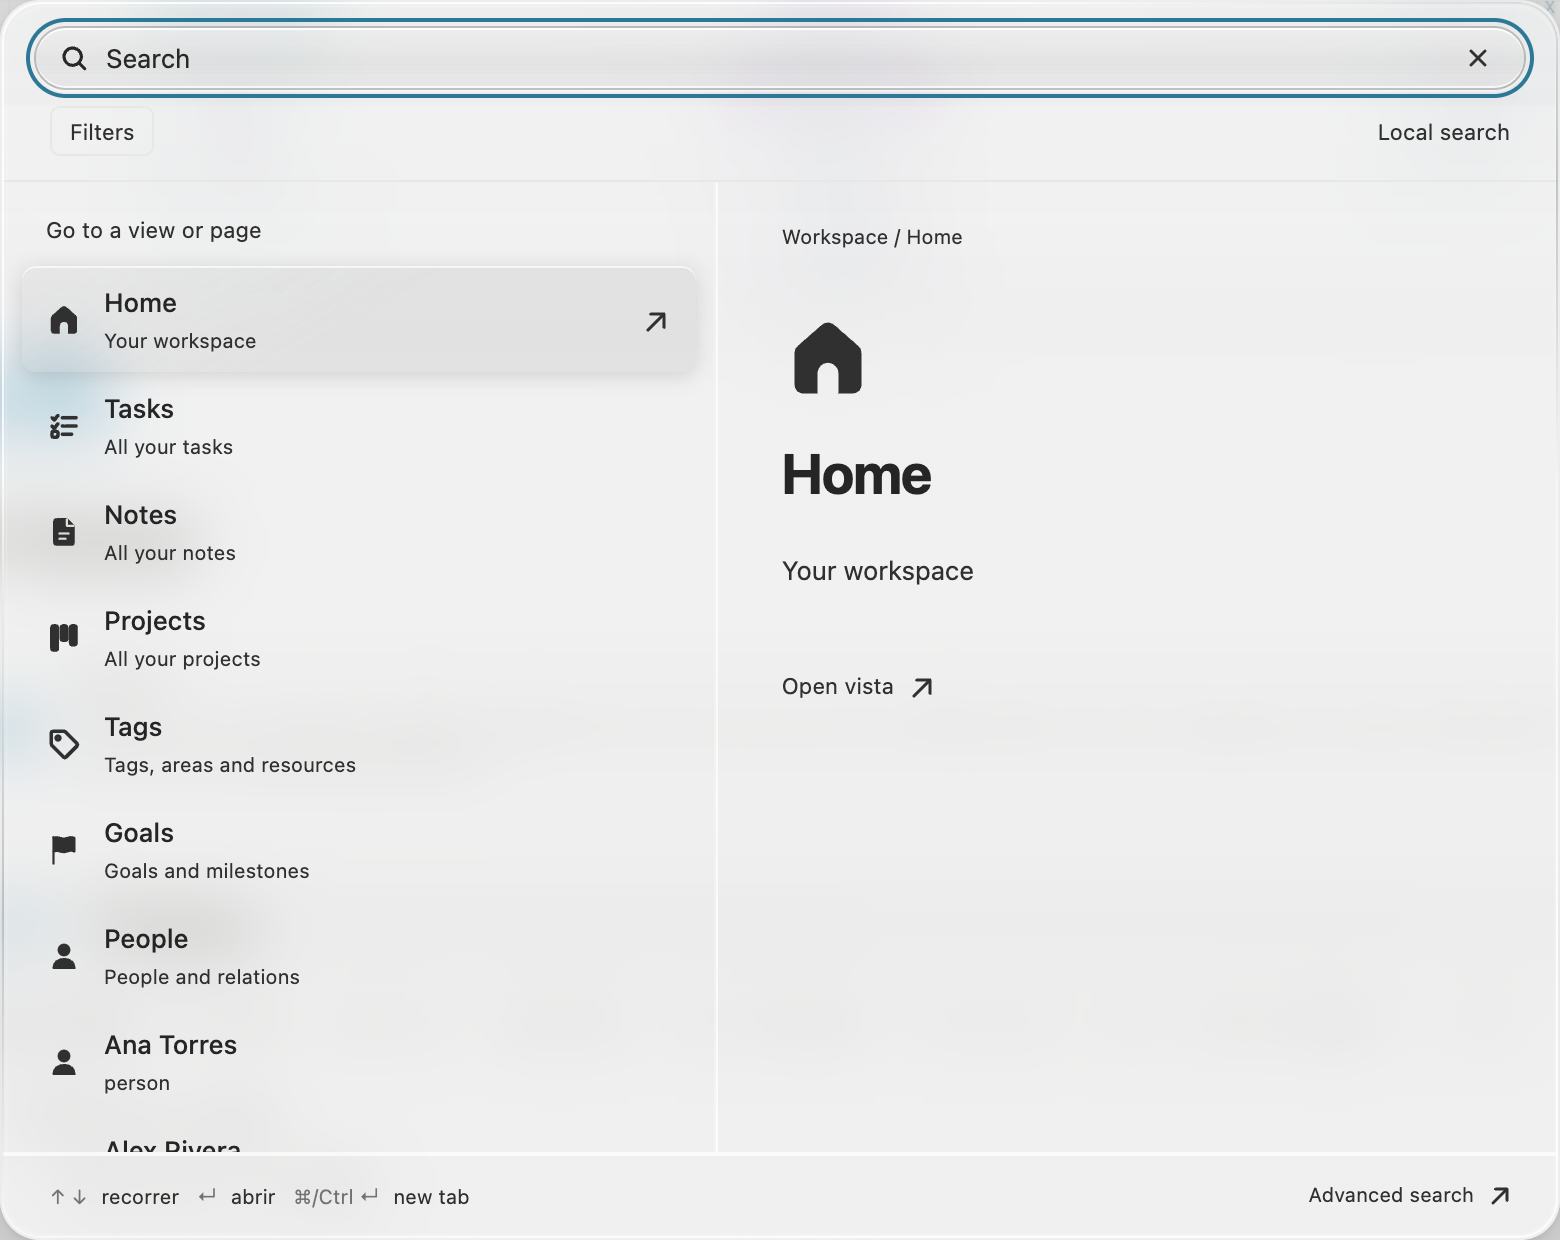 Search
Filters
Local search
Go to a view or page
Home
Your workspace
Tasks
All your tasks
Notes
All your notes
Projects
All your projects
Tags
Tags, areas and resources
Goals
Goals and milestones
People
People and relations
Ana Torres
person
Alex Rivera
Workspace / Home
Home
Your workspace
Open vista
↑ ↓ recorrer ↵ abrir ⌘/Ctrl ↵ new tab
Advanced search